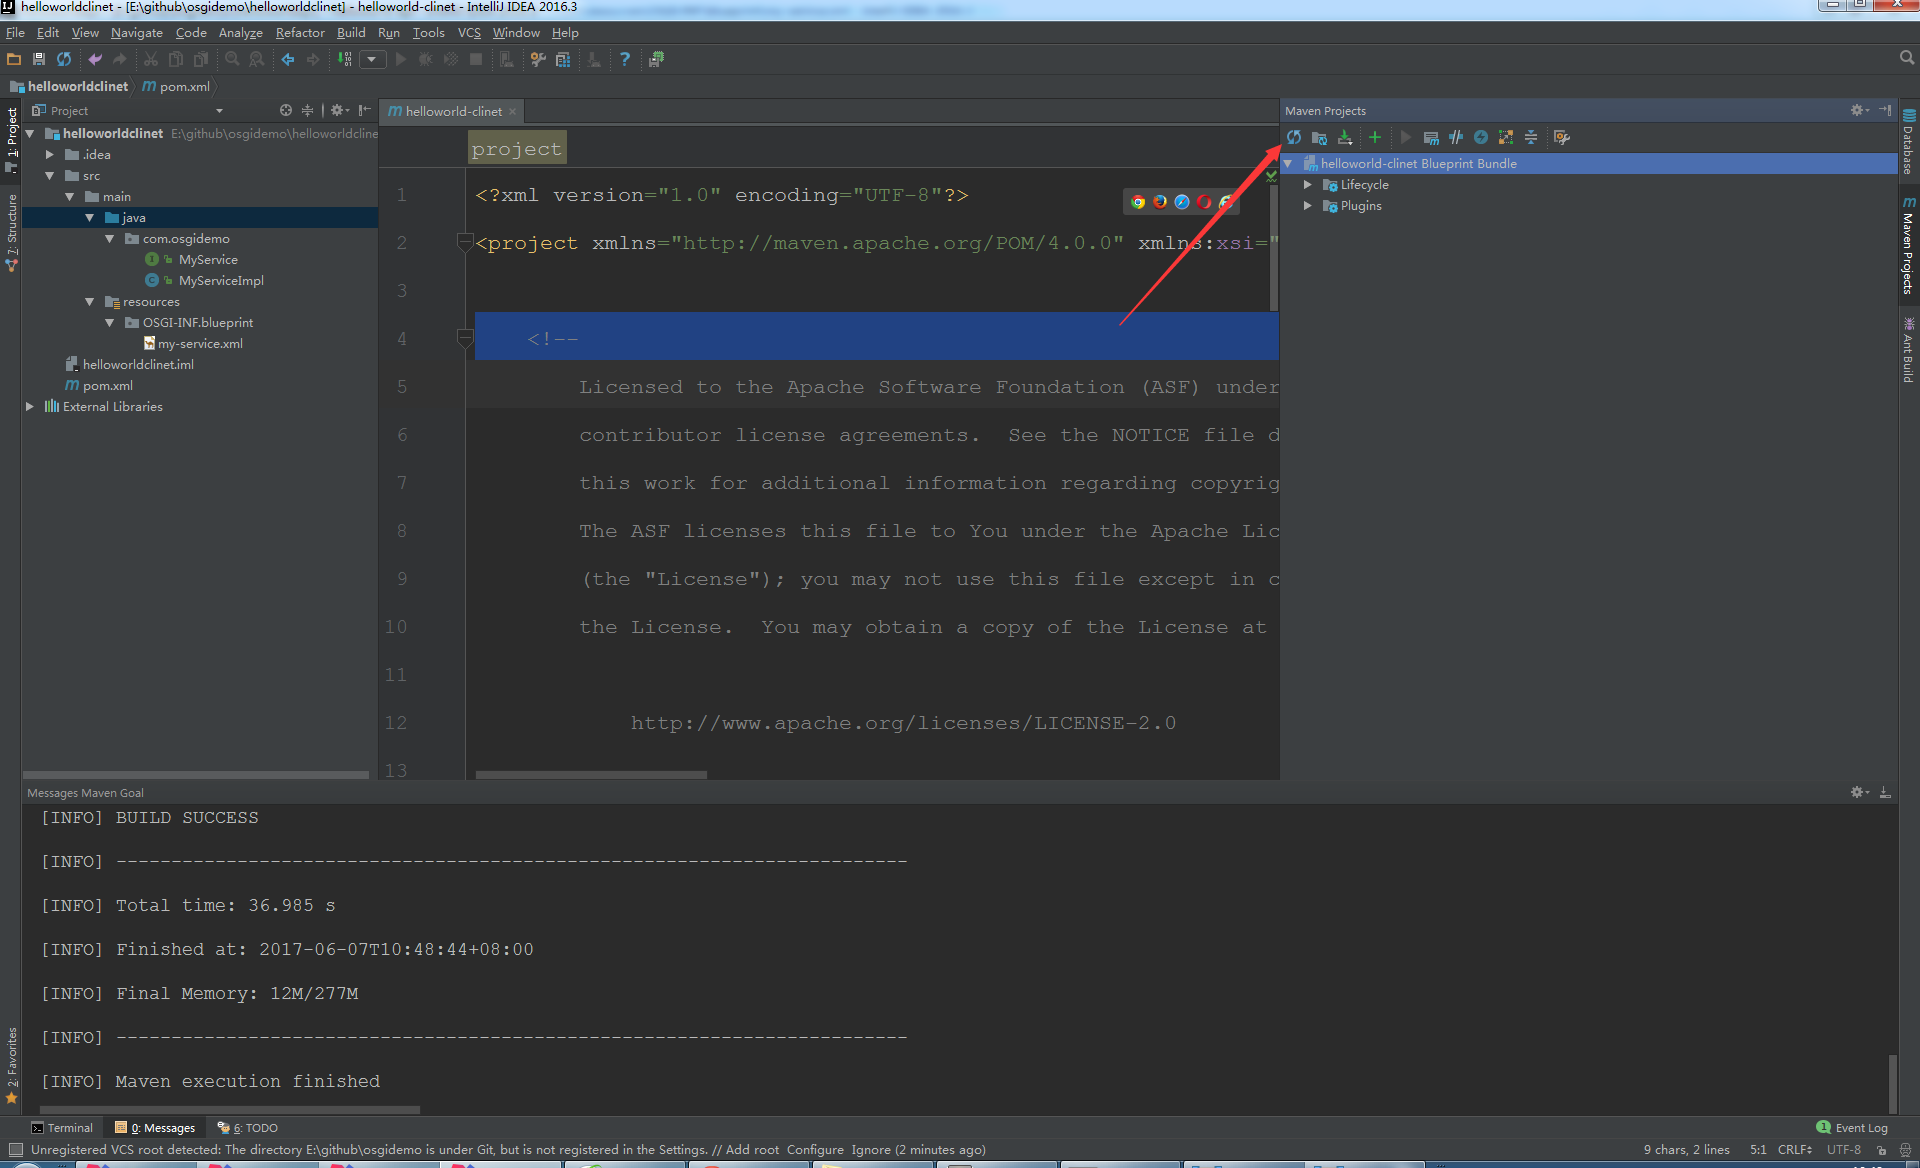 helloworldclinet - [E:\github\osgidemo\helloworldclinet] - helloworld-clinet - IntelliJ IDEA 2016.3
File Edit View Navigate Code Analyze Refactor Build Run Tools VCS Window Help
helloworldclinet pom.xml
Project
helloworld-clinet
Maven Projects
1: Project
7: Structure
2: Favorites
helloworldclinet E:\github\osgidemo\helloworldcline
.idea
src
main
java
com.osgidemo
MyService
MyServiceImpl
resources
OSGI-INF.blueprint
my-service.xml
helloworldclinet.iml
pom.xml
External Libraries
project
1 <?xml version="1.0" encoding="UTF-8"?>
2 <project xmlns="http://maven.apache.org/POM/4.0.0" xmlns:xsi="
3
4 <!--
5 Licensed to the Apache Software Foundation (ASF) under
6 contributor license agreements.  See the NOTICE file d
7 this work for additional information regarding copyrig
8 The ASF licenses this file to You under the Apache Lic
9 (the "License"); you may not use this file except in c
10 the License.  You may obtain a copy of the License at
11
12 http://www.apache.org/licenses/LICENSE-2.0
13
helloworld-clinet Blueprint Bundle
Lifecycle
Plugins
Database
Maven Projects
Ant Build
Messages Maven Goal
[INFO] BUILD SUCCESS
[INFO] ------------------------------------------------------------------------
[INFO] Total time: 36.985 s
[INFO] Finished at: 2017-06-07T10:48:44+08:00
[INFO] Final Memory: 12M/277M
[INFO] ------------------------------------------------------------------------
[INFO] Maven execution finished
Terminal 0: Messages 6: TODO
1 Event Log
Unregistered VCS root detected: The directory E:\github\osgidemo is under Git, but is not registered in the Settings. // Add root Configure Ignore (2 minutes ago)
9 chars, 2 lines 5:1 CRLF UTF-8